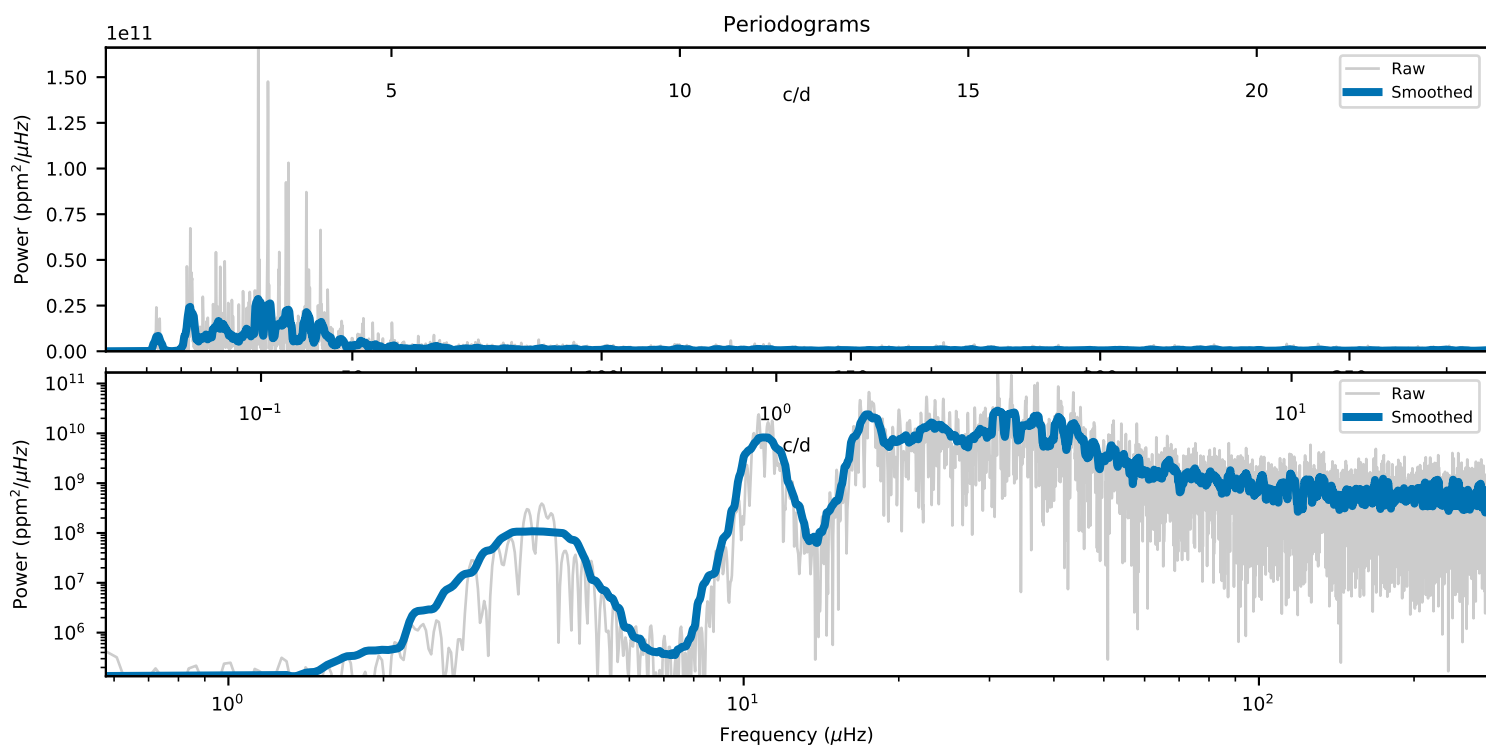 Periodograms
1e11
1.50
1.25
1.00
0.75
0.50
0.25
0.00
Power (ppm²/μHz)
5
10
15
20
c/d
Raw
Smoothed
10¹¹
10¹⁰
10⁹
10⁸
10⁷
10⁶
Power (ppm²/μHz)
10⁻¹
10⁰
10¹
c/d
Raw
Smoothed
10⁰
10¹
10²
Frequency (μHz)